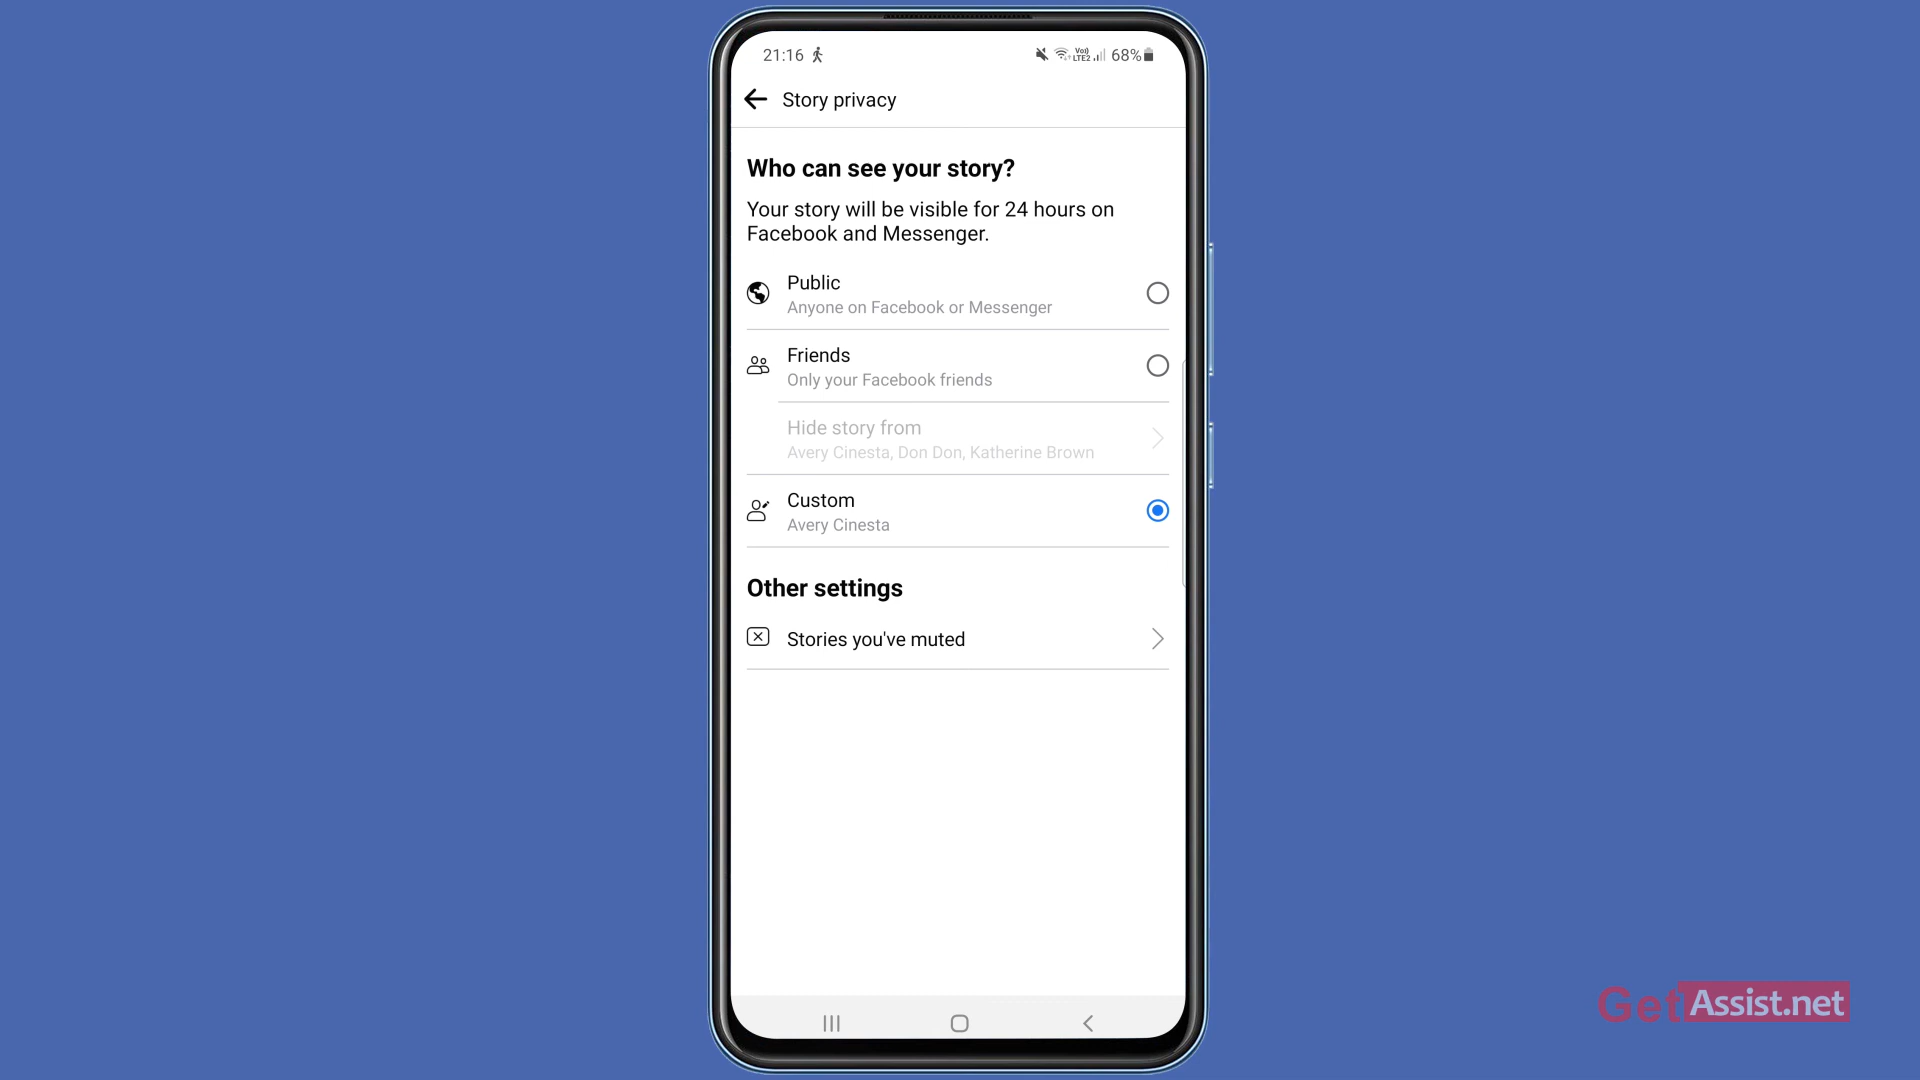 21:16
Vo)) LTE2 68%
Story privacy
Who can see your story?
Your story will be visible for 24 hours on
Facebook and Messenger.
Public
Anyone on Facebook or Messenger
Friends
Only your Facebook friends
Hide story from
Avery Cinesta, Don Don, Katherine Brown
Custom
Avery Cinesta
Other settings
Stories you've muted
GetAssist.net